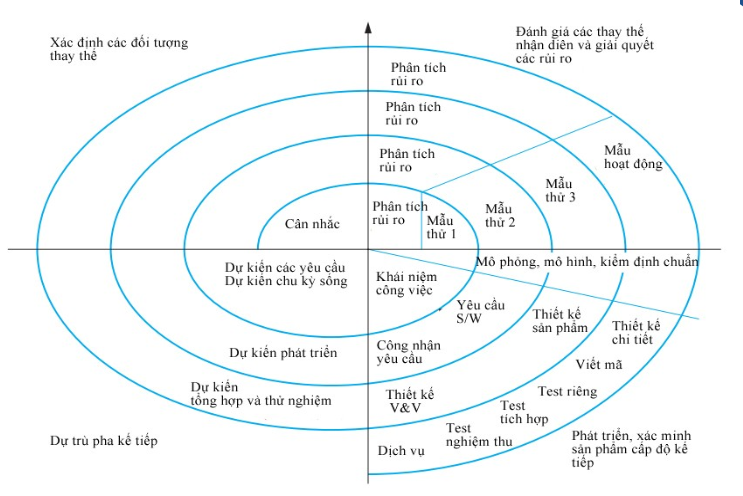 Xác định các đối tượng
thay thế
Đánh giá các thay thế
nhận diên và giải quyết
các rủi ro
Phân tích
rủi ro
Phân tích
rủi ro
Phân tích
rủi ro
Phân tích
rủi ro
Mẫu
thử 1
Mẫu
thử 2
Mẫu
thử 3
Mẫu
hoạt động
Cân nhắc
Dự kiến các yêu cầu
Dự kiến chu kỳ sống
Khái niệm
công việc
Mô phỏng, mô hình, kiểm định chuẩn
Yêu cầu
S/W
Thiết kế
sản phẩm
Thiết kế
chi tiết
Dự kiến phát triển
Công nhận
yêu cầu
Viết mã
Dự kiến
tổng hợp và thử nghiệm
Thiết kế
V&V
Test riêng
Test
tích hợp
Test
nghiệm thu
Dịch vụ
Dự trù pha kế tiếp
Phát triển, xác minh
sản phẩm cấp độ kế
tiếp